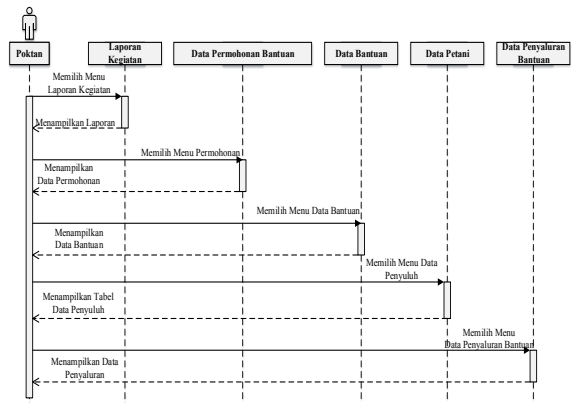 Poktan
Laporan
Kegiatan
Data Permohonan Bantuan
Data Bantuan
Data Petani
Data Penyaluran
Bantuan
Memilih Menu
Laporan Kegiatan
Menampilkan Laporan
Memilih Menu Permohonan
Menampilkan
Data Permohonan
Memilih Menu Data Bantuan
Menampilkan
Data Bantuan
Memilih Menu Data
Penyuluh
Menampilkan Tabel
Data Penyuluh
Memilih Menu
Data Penyaluran Bantuan
Menampilkan Data
Penyaluran